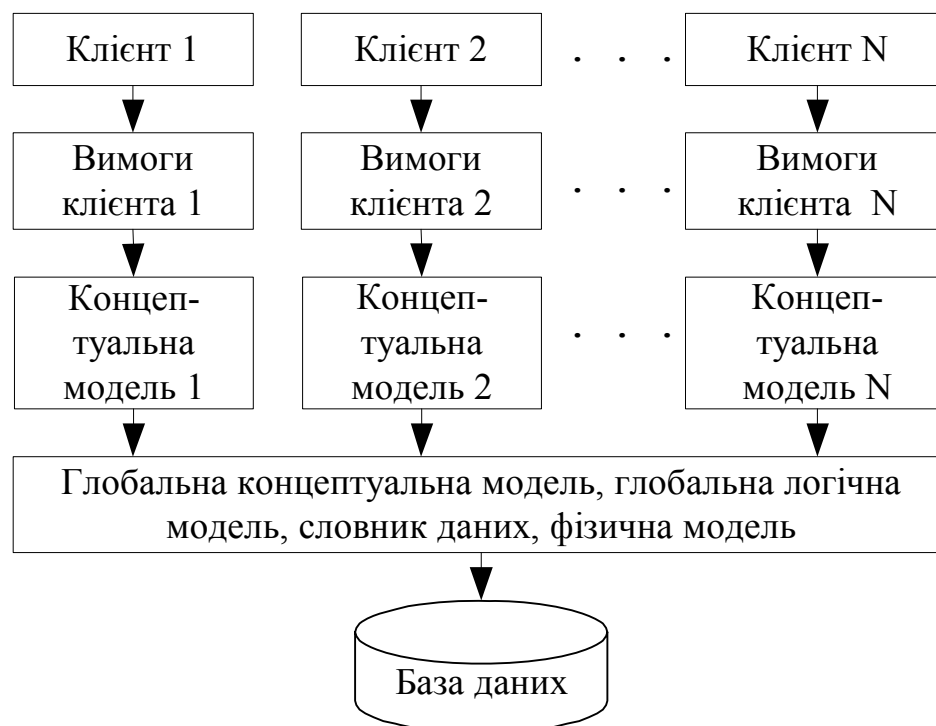 Клієнт 1
Клієнт 2
. . .
Клієнт N
Вимоги
клієнта 1
Вимоги
клієнта 2
. . .
Вимоги
клієнта N
Концеп-
туальна
модель 1
Концеп-
туальна
модель 2
. . .
Концеп-
туальна
модель N
Глобальна концептуальна модель, глобальна логічна
модель, словник даних, фізична модель
База даних